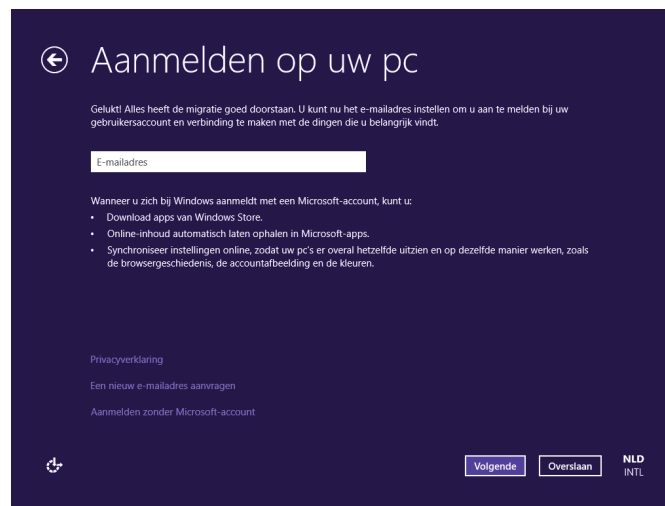 Aanmelden op uw pc
Gelukt! Alles heeft de migratie goed doorstaan. U kunt nu het e-mailadres instellen om u aan te melden bij uw
gebruikersaccount en verbinding te maken met de dingen die u belangrijk vindt.
E-mailadres
Wanneer u zich bij Windows aanmeldt met een Microsoft-account, kunt u:
• Download apps van Windows Store.
• Online-inhoud automatisch laten ophalen in Microsoft-apps.
• Synchroniseer instellingen online, zodat uw pc's er overal hetzelfde uitzien en op dezelfde manier werken, zoals
de browsergeschiedenis, de accountafbeelding en de kleuren.
Privacyverklaring
Een nieuw e-mailadres aanvragen
Aanmelden zonder Microsoft-account
Volgende
Overslaan
NLD
INTL